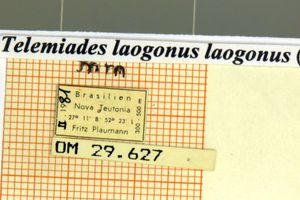 Telemiades laogonus laogonus (
Brasilien
Nova Teutonia
27° 11' B 52° 23' L
Fritz Plaumann
300 - 500 m
OM 29.627